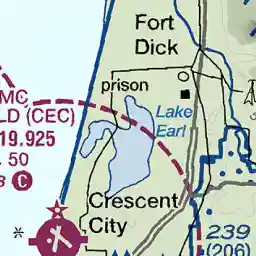 Fort
Dick
prison
MC
LD (CEC)
19.925
50
C
Lake
Earl
Crescent
City
*
239
(206)